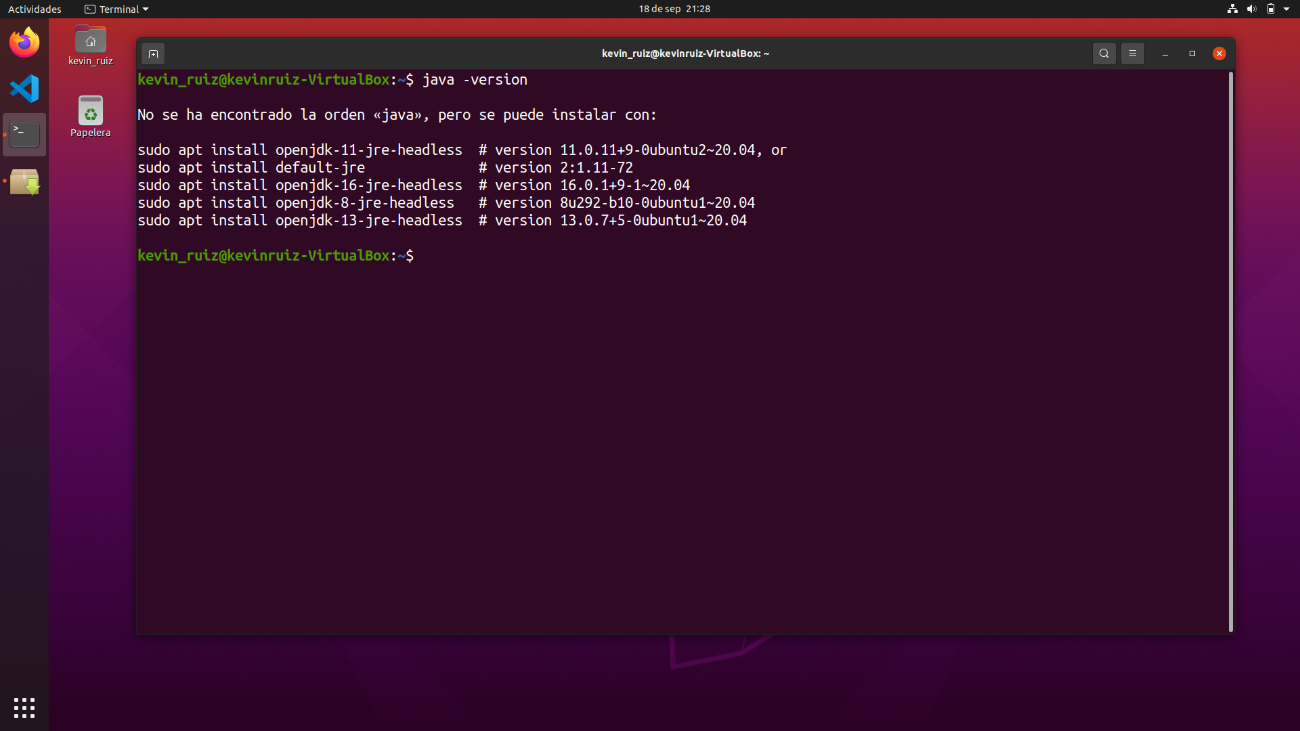 Actividades Terminal 18 de sep 21:28
kevin_ruiz
Papelera
kevin_ruiz@kevinruiz-VirtualBox: ~
kevin_ruiz@kevinruiz-VirtualBox:~$ java -version
No se ha encontrado la orden «java», pero se puede instalar con:
sudo apt install openjdk-11-jre-headless  # version 11.0.11+9-0ubuntu2~20.04, or
sudo apt install default-jre              # version 2:1.11-72
sudo apt install openjdk-16-jre-headless  # version 16.0.1+9-1~20.04
sudo apt install openjdk-8-jre-headless   # version 8u292-b10-0ubuntu1~20.04
sudo apt install openjdk-13-jre-headless  # version 13.0.7+5-0ubuntu1~20.04
kevin_ruiz@kevinruiz-VirtualBox:~$